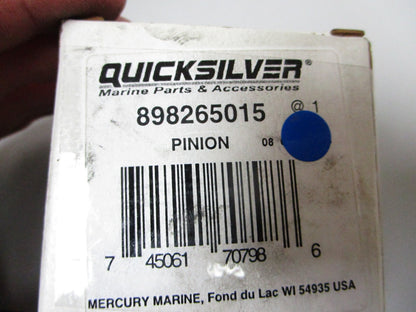 QUICKSILVER®
Marine Parts & Accessories
898265015 @ 1
PINION 08
7 45061 70798 6
MERCURY MARINE, Fond du Lac WI 54935 USA